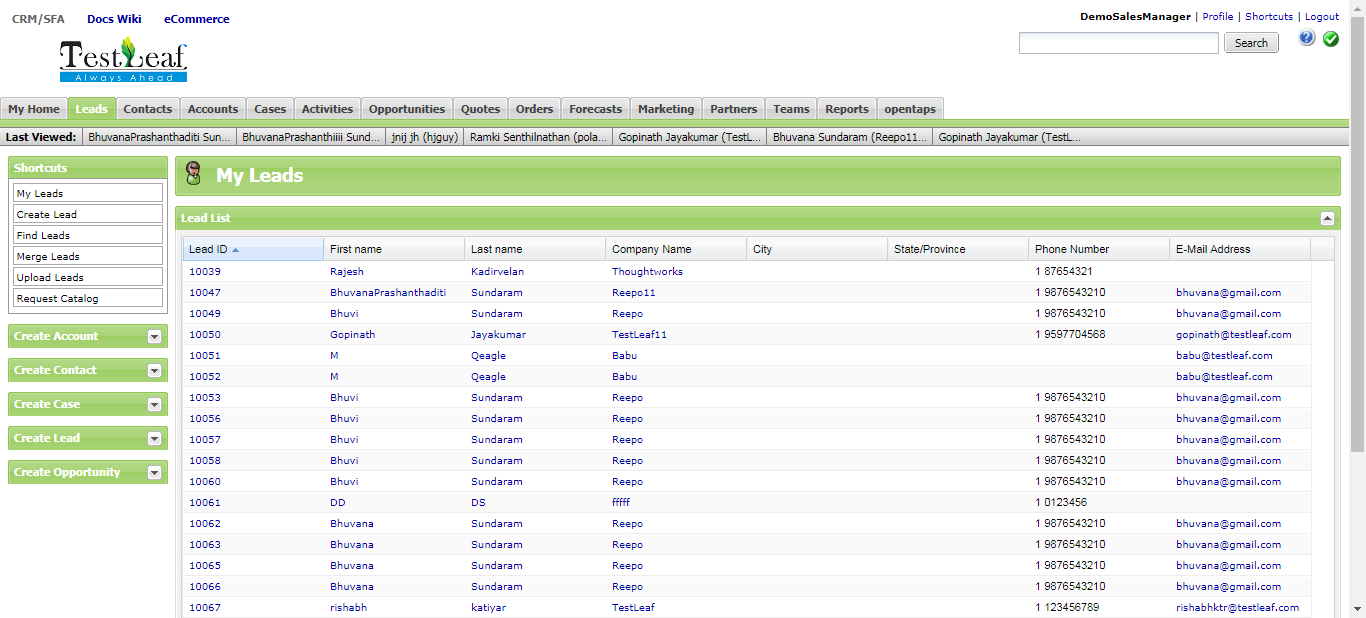 CRM/SFA Docs Wiki eCommerce
DemoSalesManager | Profile | Shortcuts | Logout
TestLeaf
Always Ahead
Search
?
My Home Leads Contacts Accounts Cases Activities Opportunities Quotes Orders Forecasts Marketing Partners Teams Reports opentaps
Last Viewed: BhuvanaPrashanthaditi Sun... BhuvanaPrashanthiiii Sund... jnij jh (hjguy) Ramki Senthilnathan (pola... Gopinath Jayakumar (TestL... Bhuvana Sundaram (Reepo11... Gopinath Jayakumar (TestL...
Shortcuts
My Leads
Create Lead
Find Leads
Merge Leads
Upload Leads
Request Catalog
Create Account
Create Contact
Create Case
Create Lead
Create Opportunity
My Leads
Lead List
Lead ID First name Last name Company Name City State/Province Phone Number E-Mail Address
10039 Rajesh Kadirvelan Thoughtworks 1 87654321
10047 BhuvanaPrashanthaditi Sundaram Reepo11 1 9876543210 bhuvana@gmail.com
10049 Bhuvi Sundaram Reepo 1 9876543210 bhuvana@gmail.com
10050 Gopinath Jayakumar TestLeaf11 1 9597704568 gopinath@testleaf.com
10051 M Qeagle Babu babu@testleaf.com
10052 M Qeagle Babu babu@testleaf.com
10053 Bhuvi Sundaram Reepo 1 9876543210 bhuvana@gmail.com
10056 Bhuvi Sundaram Reepo 1 9876543210 bhuvana@gmail.com
10057 Bhuvi Sundaram Reepo 1 9876543210 bhuvana@gmail.com
10058 Bhuvi Sundaram Reepo 1 9876543210 bhuvana@gmail.com
10060 Bhuvi Sundaram Reepo 1 9876543210 bhuvana@gmail.com
10061 DD DS fffff 1 0123456
10062 Bhuvana Sundaram Reepo 1 9876543210 bhuvana@gmail.com
10063 Bhuvana Sundaram Reepo 1 9876543210 bhuvana@gmail.com
10065 Bhuvana Sundaram Reepo 1 9876543210 bhuvana@gmail.com
10066 Bhuvana Sundaram Reepo 1 9876543210 bhuvana@gmail.com
10067 rishabh katiyar TestLeaf 1 123456789 rishabhktr@testleaf.com